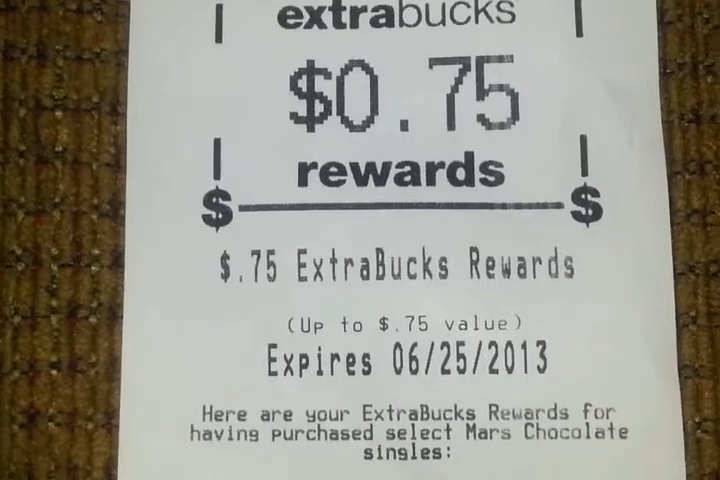 extrabucks
$0.75
rewards
$ $
$.75 ExtraBucks Rewards
(Up to $.75 value)
Expires 06/25/2013
Here are your ExtraBucks Rewards for
having purchased select Mars Chocolate
singles: